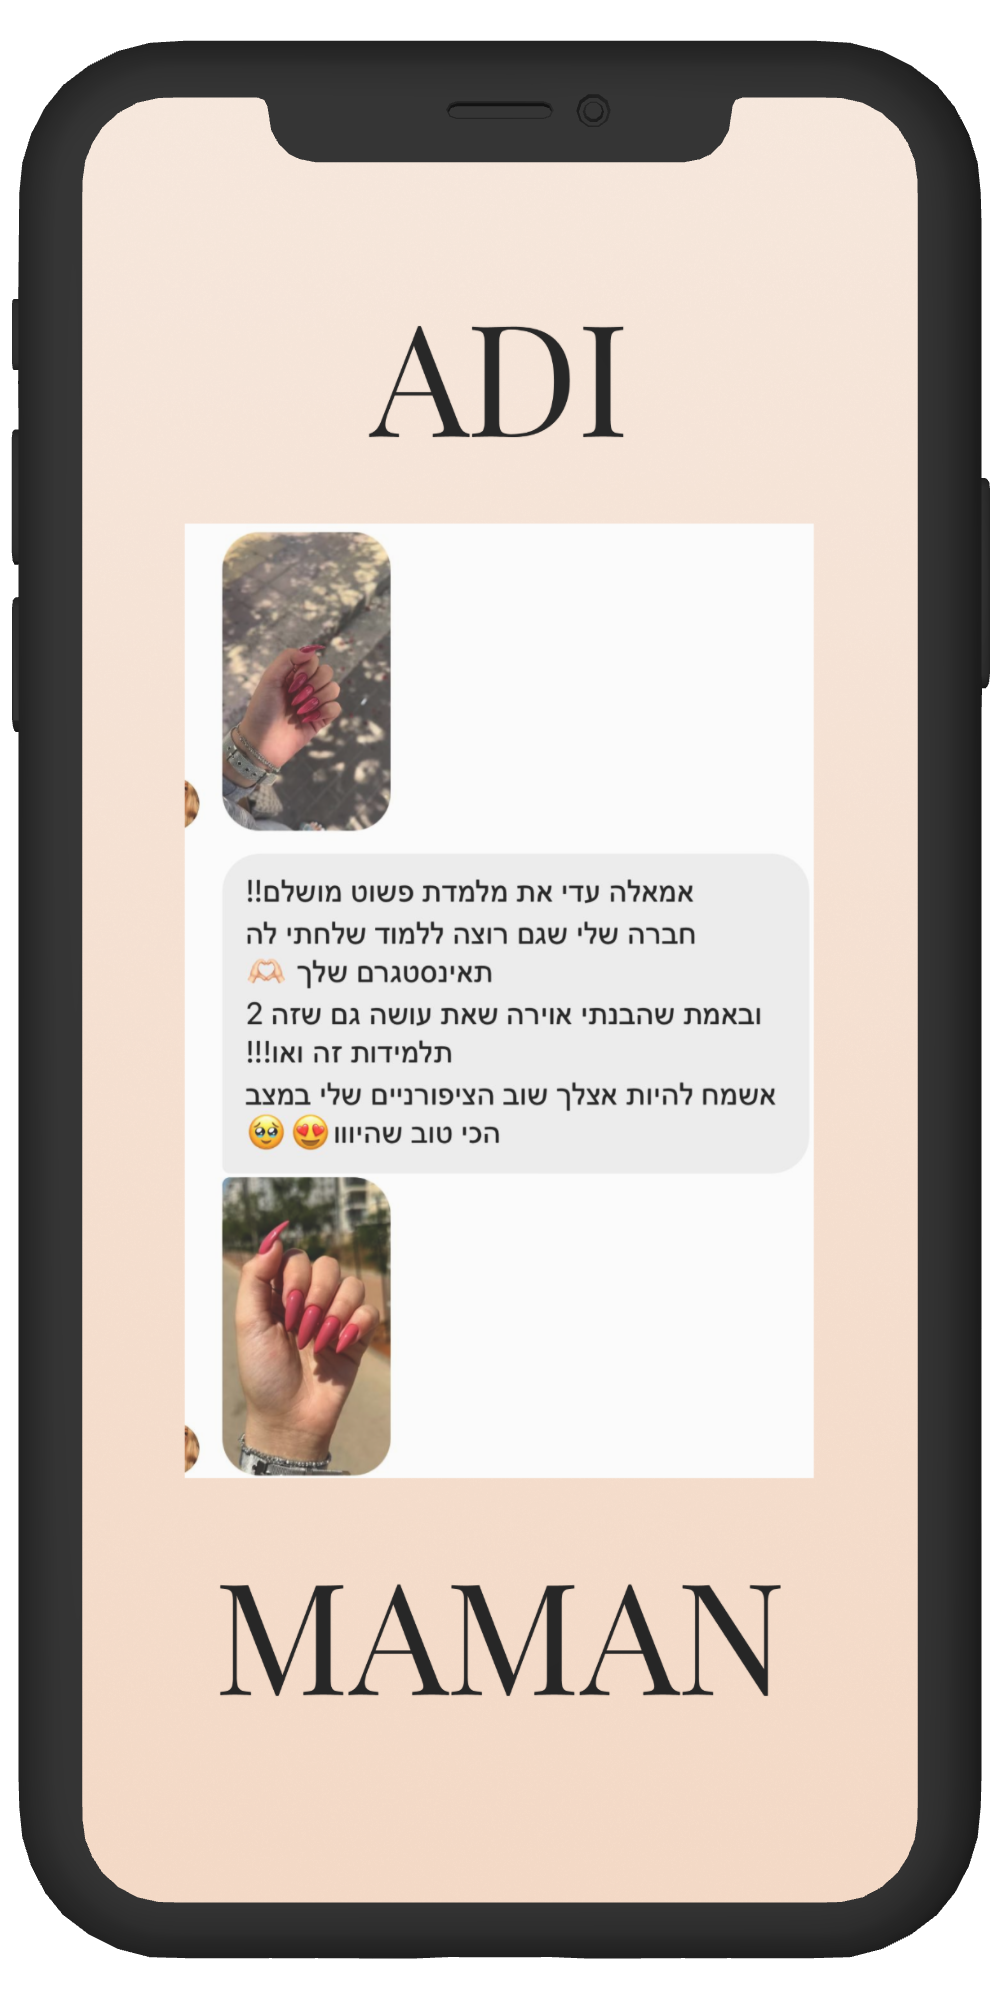 ADI
אמאלה עדי את מלמדת פשוט מושלם!!
חברה שלי שגם רוצה ללמוד שלחתי לה
תאינסטגרם שלך 🫶🏻
ובאמת שהבנתי אוירה שאת עושה גם שזה 2
תלמידות זה ואו!!!
אשמח להיות אצלך שוב הציפורניים שלי במצב
הכי טוב שהיווו😍🥹
MAMAN